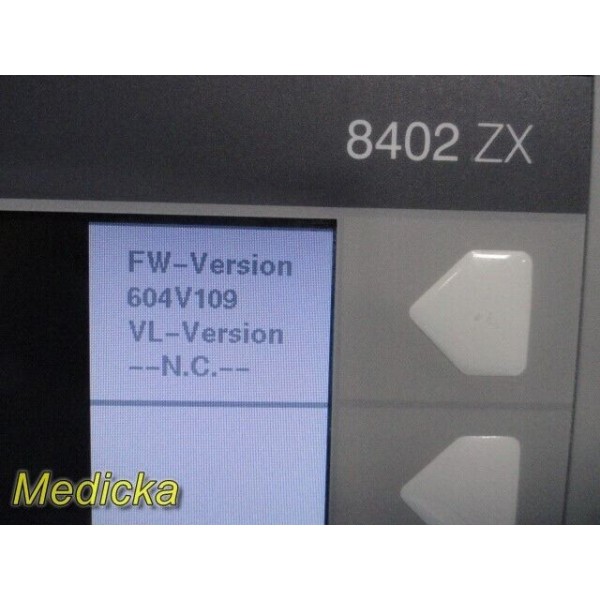 8402 ZX
FW-Version
604V109
VL-Version
--N.C.--
Medicka